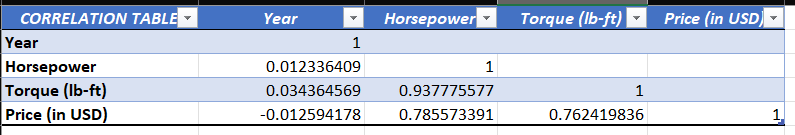 CORRELATION TABLE Year Horsepower Torque (lb-ft) Price (in USD)
Year 1
Horsepower 0.012336409 1
Torque (lb-ft) 0.034364569 0.937775577 1
Price (in USD) -0.012594178 0.785573391 0.762419836 1